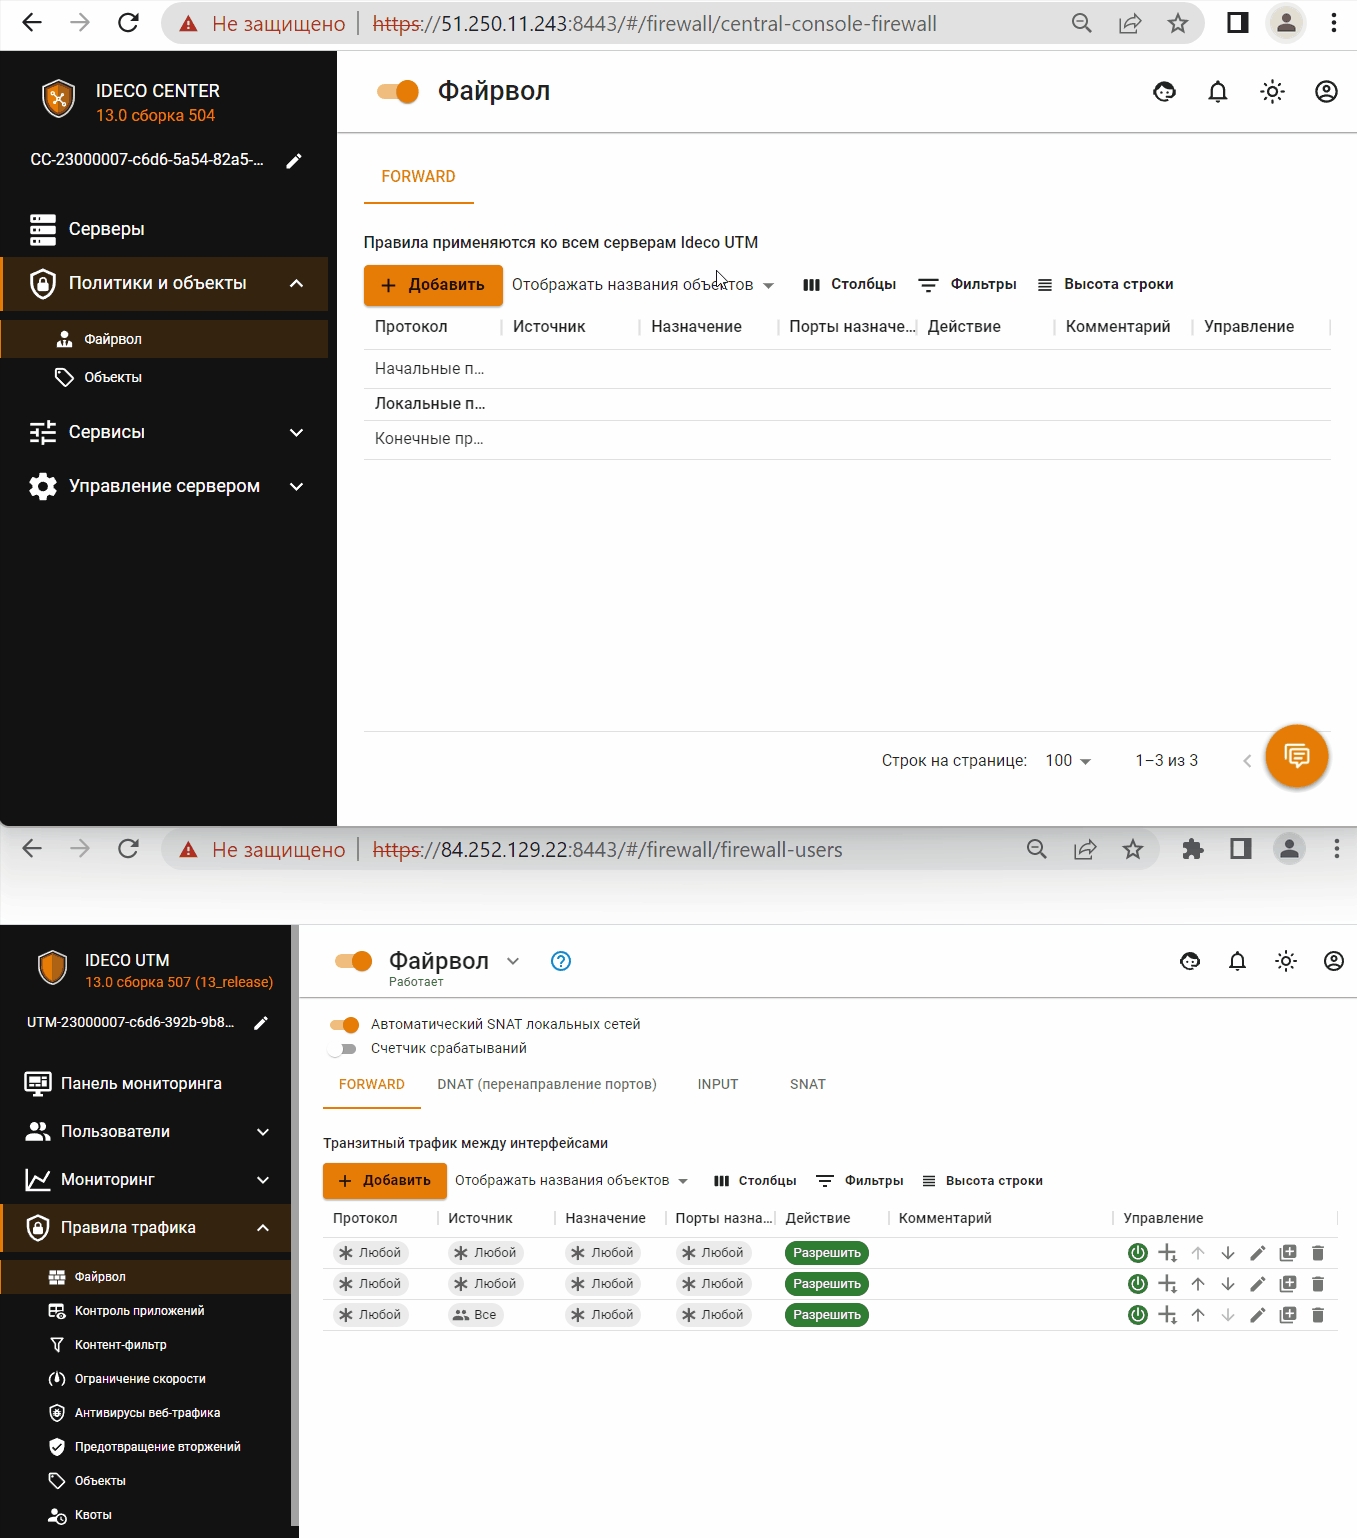 Не защищено | https://51.250.11.243:8443/#/firewall/central-console-firewall
IDECO CENTER
13.0 сборка 504
CC-23000007-c6d6-5a54-82a5-...
Серверы
Политики и объекты
Файрвол
Объекты
Сервисы
Управление сервером
Файрвол
FORWARD
Правила применяются ко всем серверам Ideco UTM
+ Добавить Отображать названия объектов Столбцы Фильтры Высота строки
Протокол Источник Назначение Порты назначе... Действие Комментарий Управление
Начальные п...
Локальные п...
Конечные пр...
Строк на странице: 100 1–3 из 3
Не защищено | https://84.252.129.22:8443/#/firewall/firewall-users
IDECO UTM
13.0 сборка 507 (13_release)
UTM-23000007-c6d6-392b-9b8...
Панель мониторинга
Пользователи
Мониторинг
Правила трафика
Файрвол
Контроль приложений
Контент-фильтр
Ограничение скорости
Антивирусы веб-трафика
Предотвращение вторжений
Объекты
Квоты
Файрвол
Работает
Автоматический SNAT локальных сетей
Счетчик срабатываний
FORWARD DNAT (перенаправление портов) INPUT SNAT
Транзитный трафик между интерфейсами
+ Добавить Отображать названия объектов Столбцы Фильтры Высота строки
Протокол Источник Назначение Порты назна... Действие Комментарий Управление
Любой Любой Любой Любой Разрешить
Любой Любой Любой Любой Разрешить
Любой Все Любой Любой Разрешить